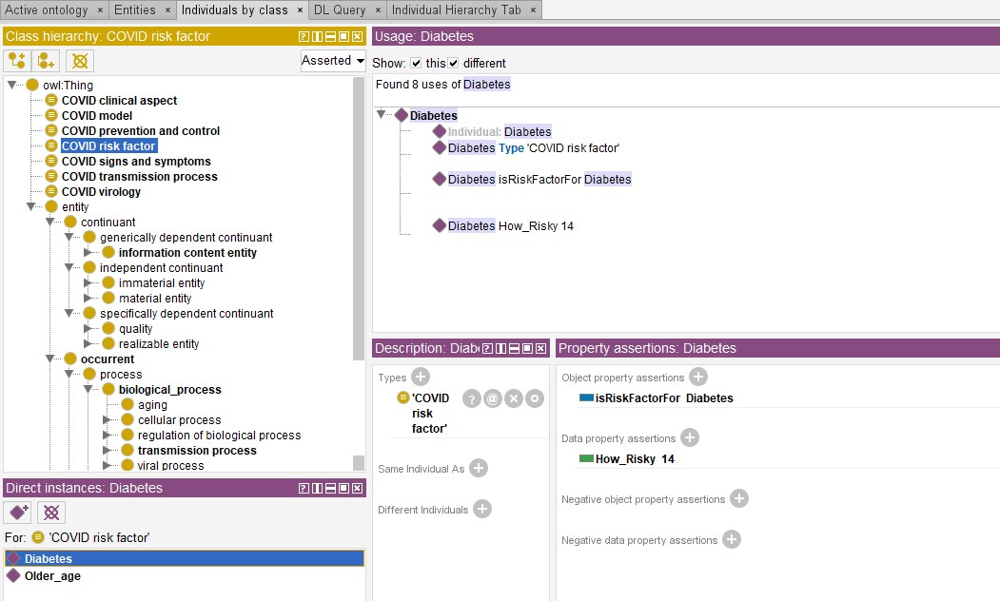 Active ontology × Entities × Individuals by class × DL Query × Individual Hierarchy Tab ×
Class hierarchy: COVID risk factor
Asserted
owl:Thing
COVID clinical aspect
COVID model
COVID prevention and control
COVID risk factor
COVID signs and symptoms
COVID transmission process
COVID virology
entity
continuant
generically dependent continuant
information content entity
independent continuant
immaterial entity
material entity
specifically dependent continuant
quality
realizable entity
occurrent
process
biological_process
aging
cellular process
regulation of biological process
transmission process
viral process
Direct instances: Diabetes
For: 'COVID risk factor'
Diabetes
Older_age
Usage: Diabetes
Show: this different
Found 8 uses of Diabetes
Diabetes
Individual: Diabetes
Diabetes Type 'COVID risk factor'
Diabetes isRiskFactorFor Diabetes
Diabetes How_Risky 14
Description: Diab
Types
'COVID
risk
factor'
Same Individual As
Different Individuals
Property assertions: Diabetes
Object property assertions
isRiskFactorFor Diabetes
Data property assertions
How_Risky 14
Negative object property assertions
Negative data property assertions